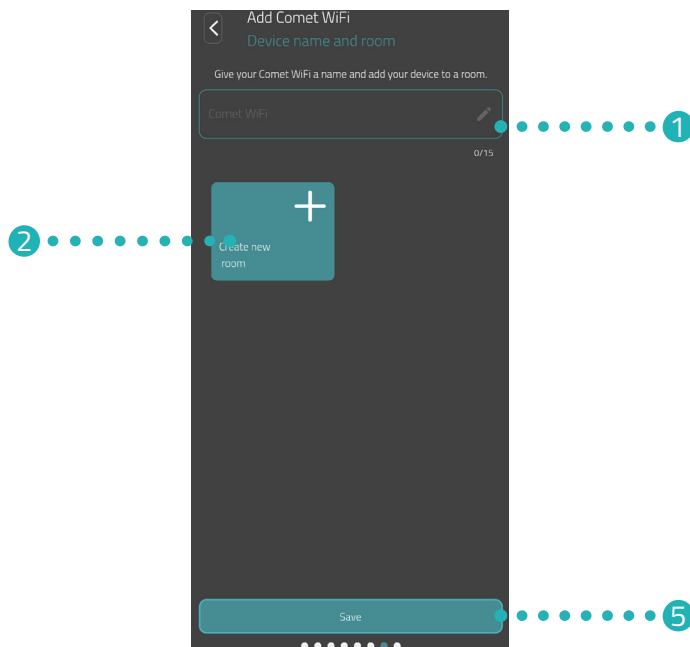 Add Comet WiFi
Device name and room
Give your Comet WiFi a name and add your device to a room.
Comet WiFi
1
0/15
2
Create new
room
Save
5